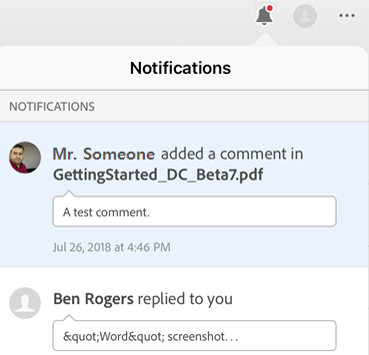 Notifications
NOTIFICATIONS
Mr. Someone added a comment in
GettingStarted_DC_Beta7.pdf
A test comment.
Jul 26, 2018 at 4:46 PM
Ben Rogers replied to you
&quot;Word&quot; screenshot...